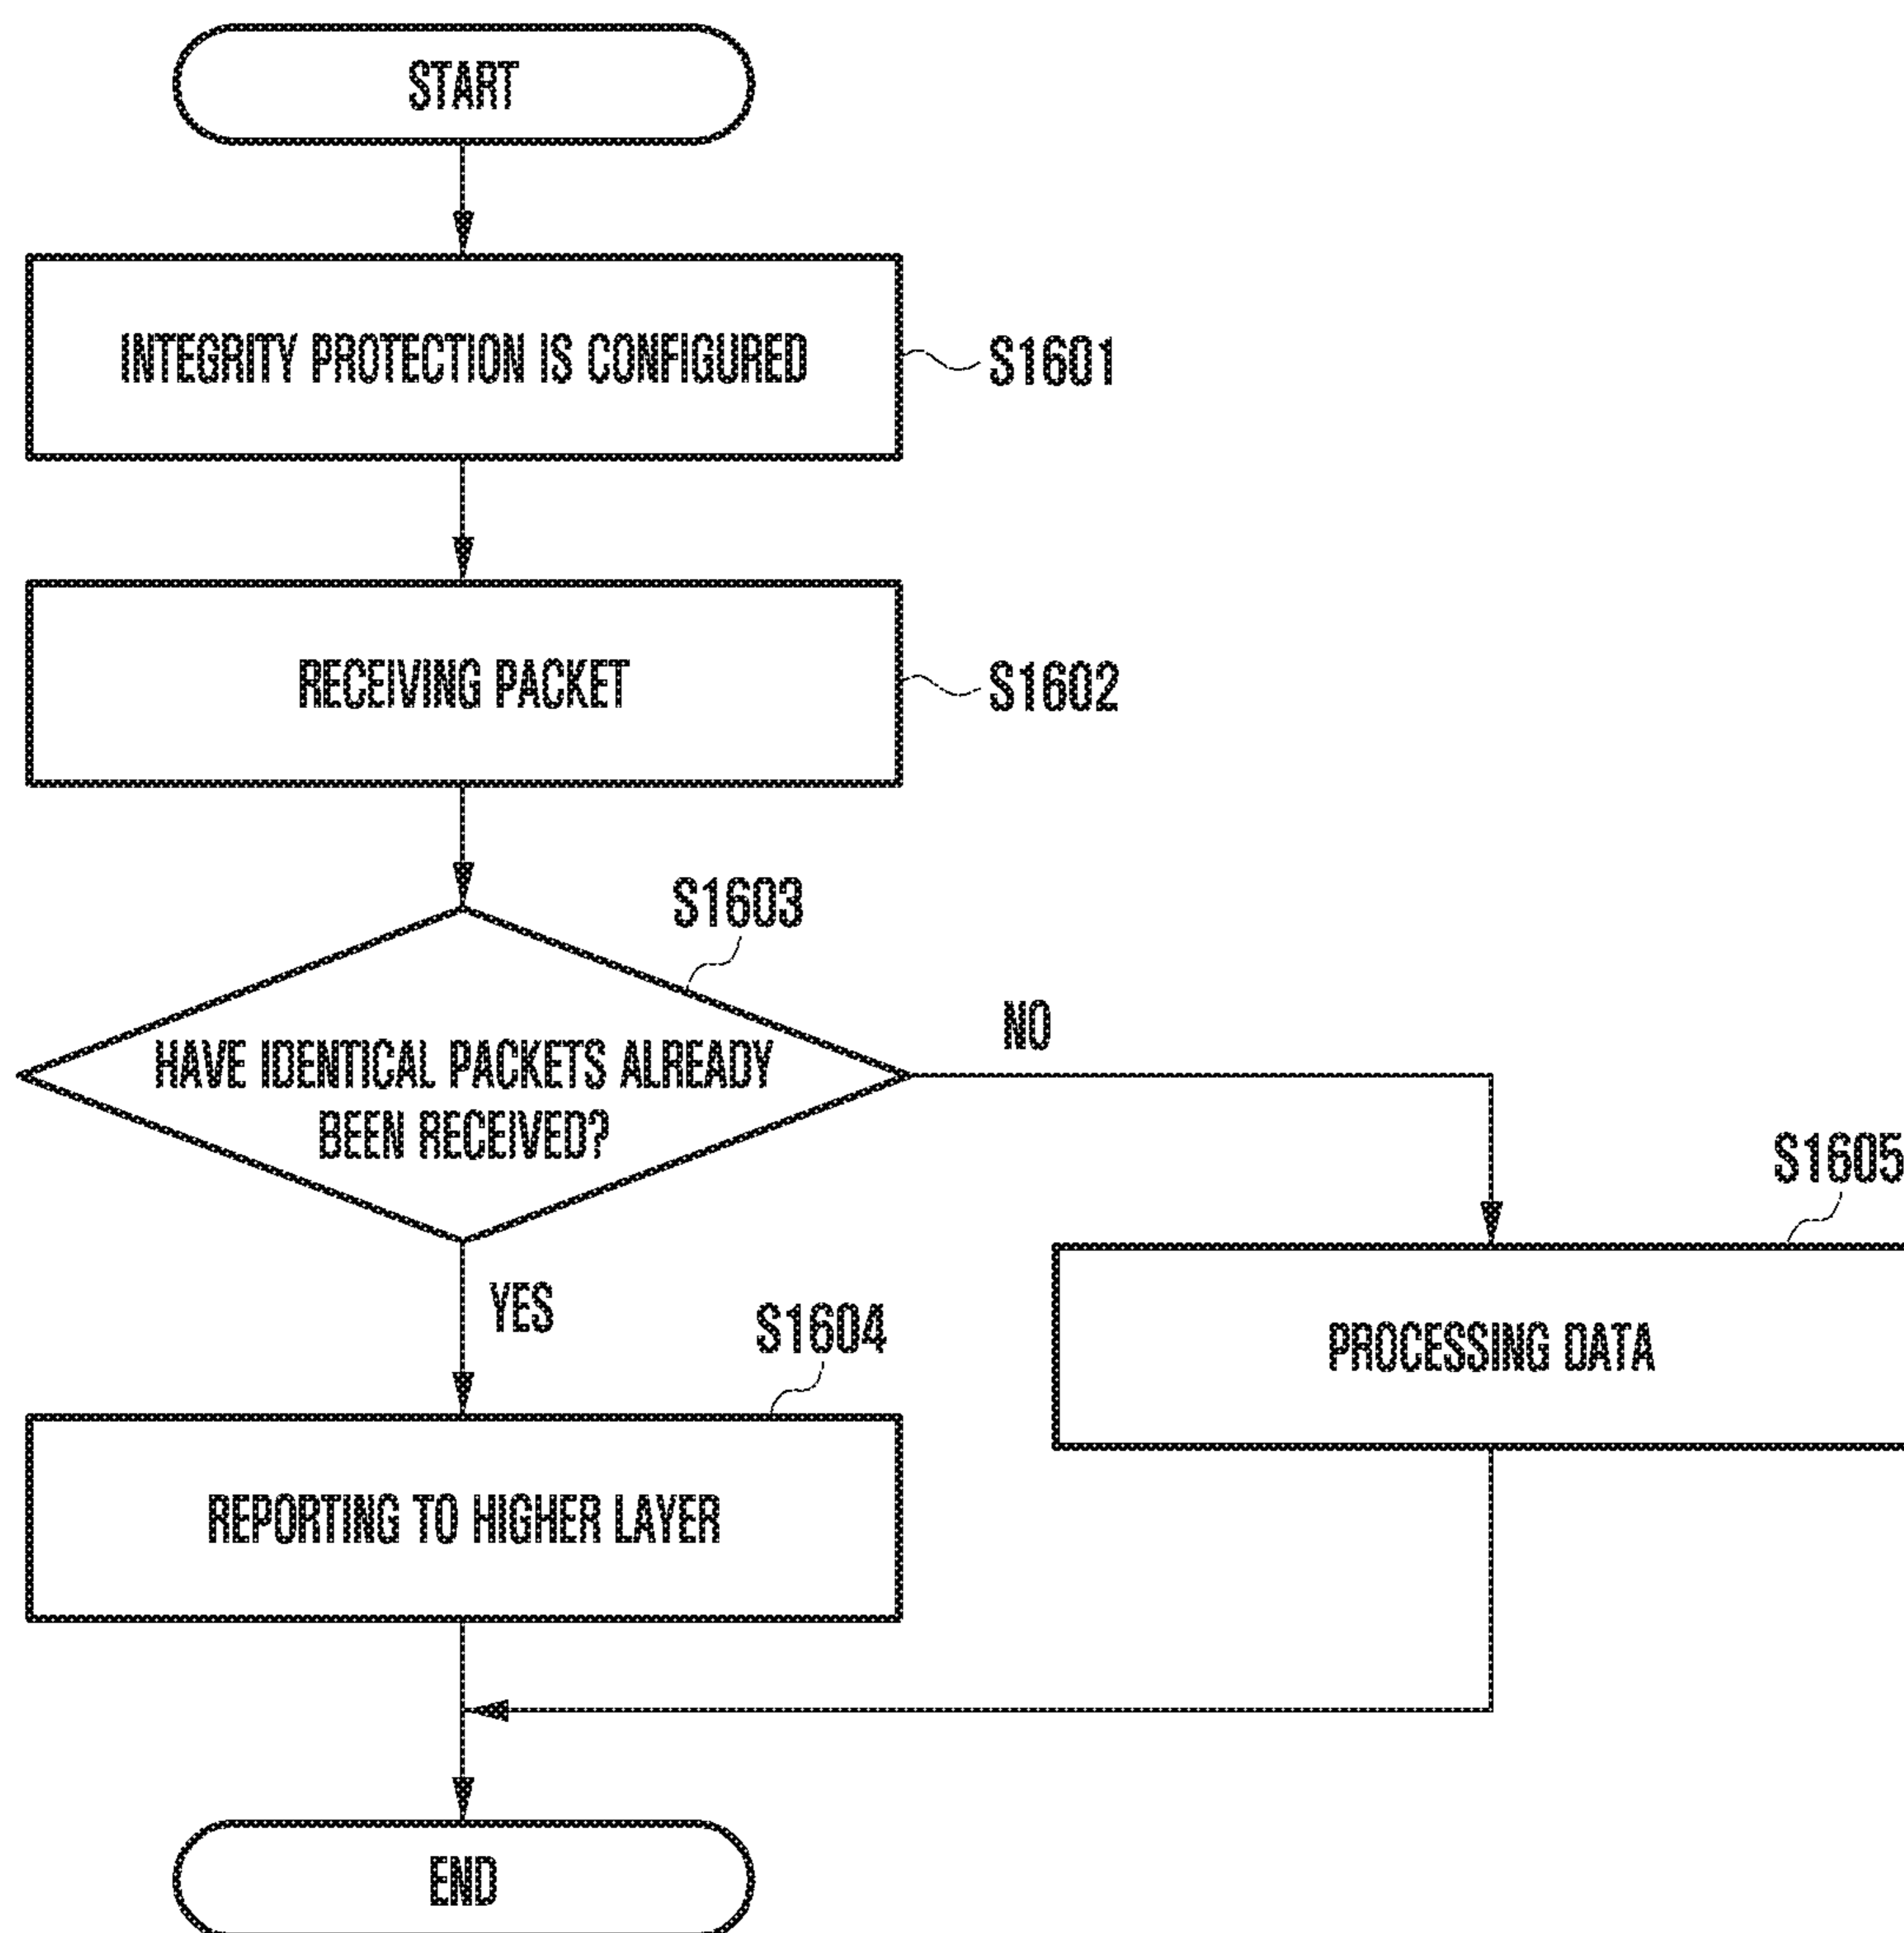 START
INTEGRITY PROTECTION IS CONFIGURED
S1601
RECEIVING PACKET
S1602
S1603
HAVE IDENTICAL PACKETS ALREADY
BEEN RECEIVED?
NO
YES
S1604
S1605
PROCESSING DATA
REPORTING TO HIGHER LAYER
END